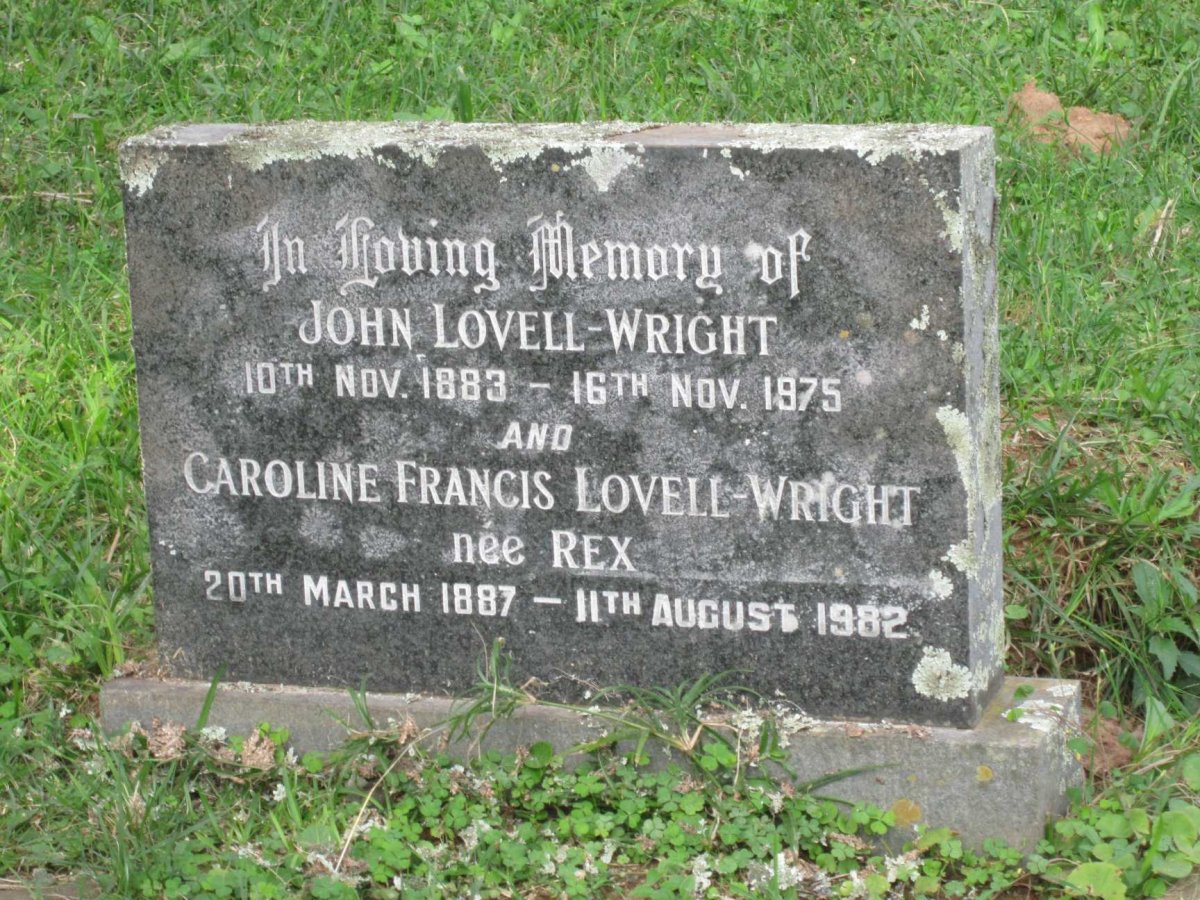 In Loving Memory of
JOHN LOVELL-WRIGHT
10TH NOV. 1883 – 16TH NOV. 1975
AND
CAROLINE FRANCIS LOVELL-WRIGHT
née REX
20TH MARCH 1887 – 11TH AUGUST 1982